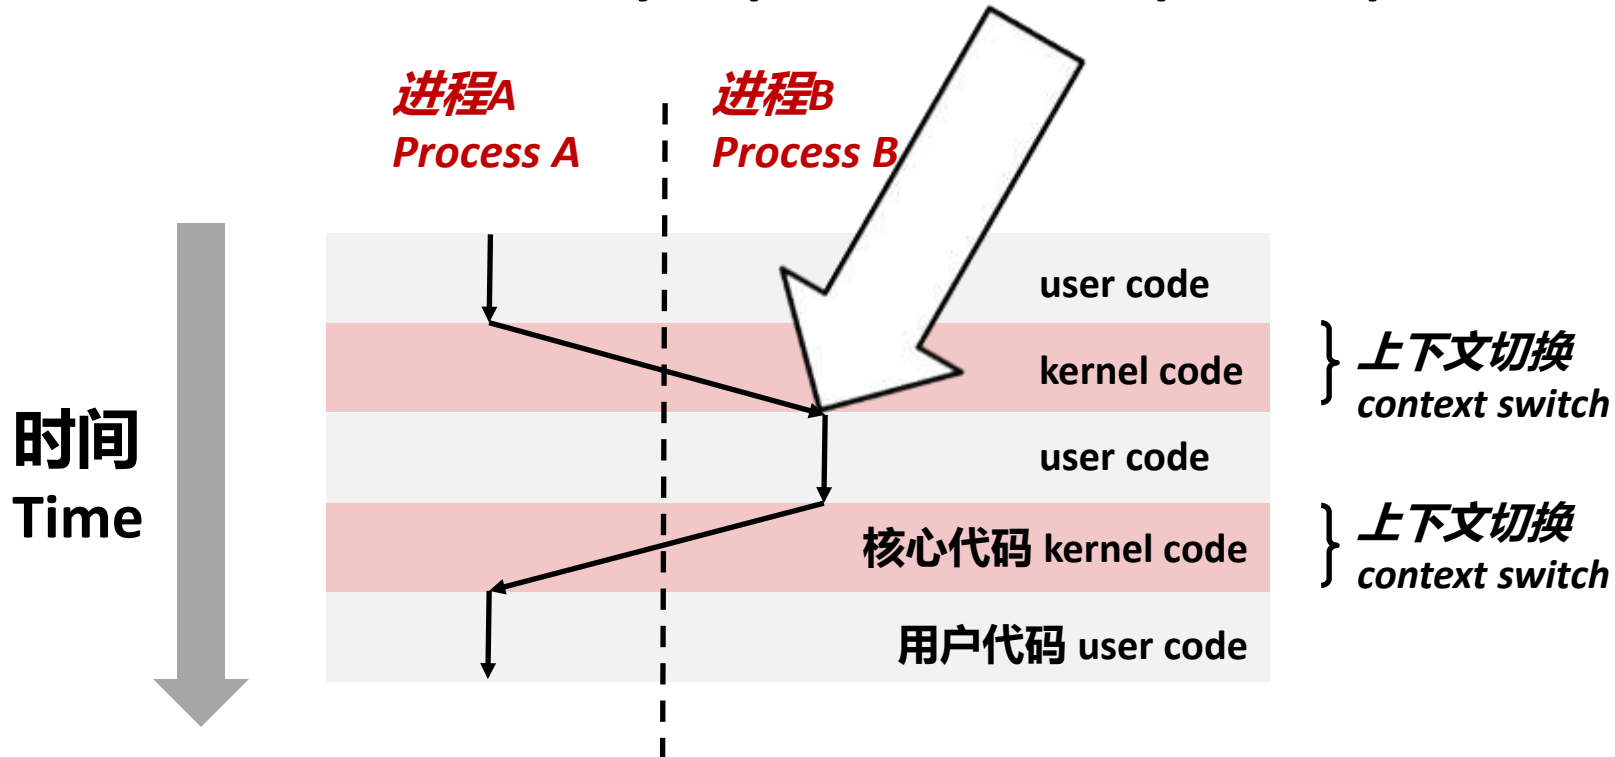 进程A
Process A
进程B
Process B
user code
kernel code
上下文切换
context switch
时间
Time
user code
核心代码 kernel code
上下文切换
context switch
用户代码 user code